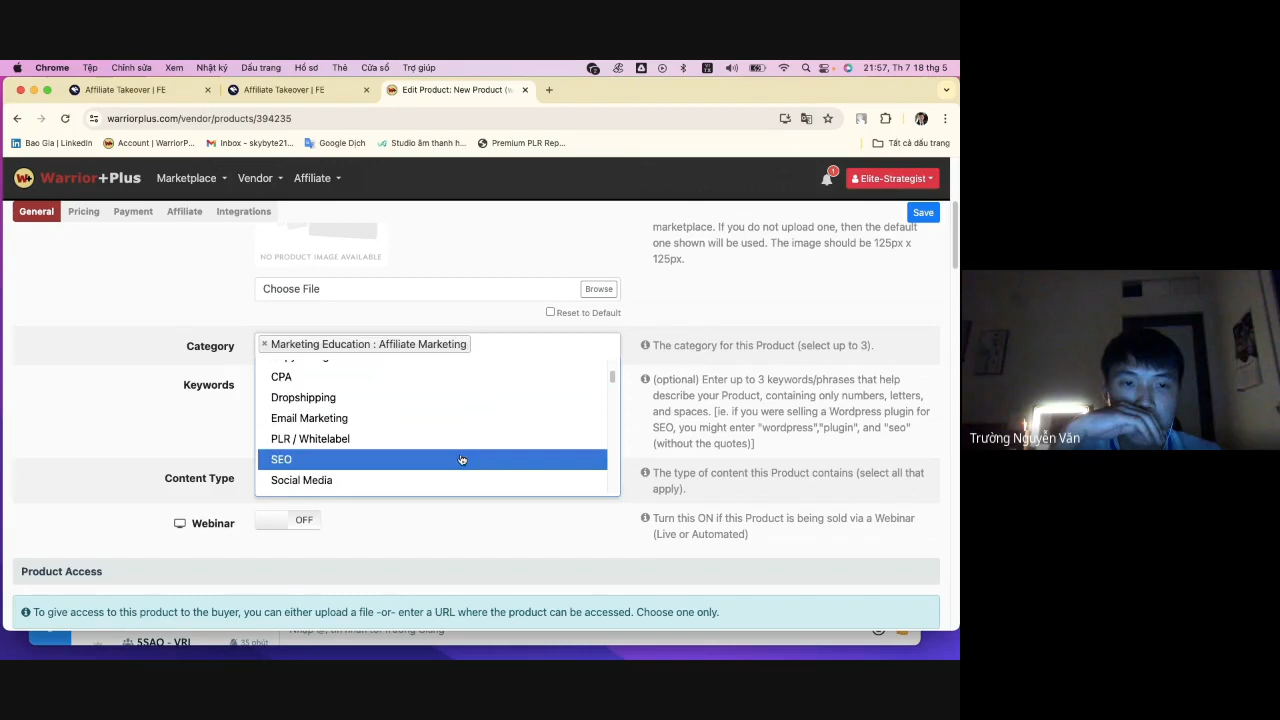 Chrome Tệp Chỉnh sửa Xem Nhật ký Dấu trang Hồ sơ Thẻ Cửa sổ Trợ giúp 21:57, Th 7 18 thg 5
Affiliate Takeover | FE × Affiliate Takeover | FE × Edit Product: New Product (w ×
warriorplus.com/vendor/products/394235
Bao Gia | LinkedIn Account | WarriorP... Inbox - skybyte21... Google Dịch Studio âm thanh h... Premium PLR Rep... Tất cả dấu trang
Warrior+Plus Marketplace Vendor Affiliate 1 Elite-Strategist
General Pricing Payment Affiliate Integrations Save
marketplace. If you do not upload one, then the default
one shown will be used. The image should be 125px x
125px.
NO PRODUCT IMAGE AVAILABLE
Choose File Browse
Reset to Default
Category × Marketing Education : Affiliate Marketing The category for this Product (select up to 3).
CPA
Keywords (optional) Enter up to 3 keywords/phrases that help
describe your Product, containing only numbers, letters,
and spaces. [ie. if you were selling a Wordpress plugin for
SEO, you might enter "wordpress","plugin", and "seo"
(without the quotes)]
Dropshipping
Email Marketing
PLR / Whitelabel
SEO
Social Media
Content Type The type of content this Product contains (select all that
apply).
Webinar OFF Turn this ON if this Product is being sold via a Webinar
(Live or Automated)
Product Access
To give access to this product to the buyer, you can either upload a file -or- enter a URL where the product can be accessed. Choose one only.
5SAO - VRI 35 phút
Trường Nguyễn Văn